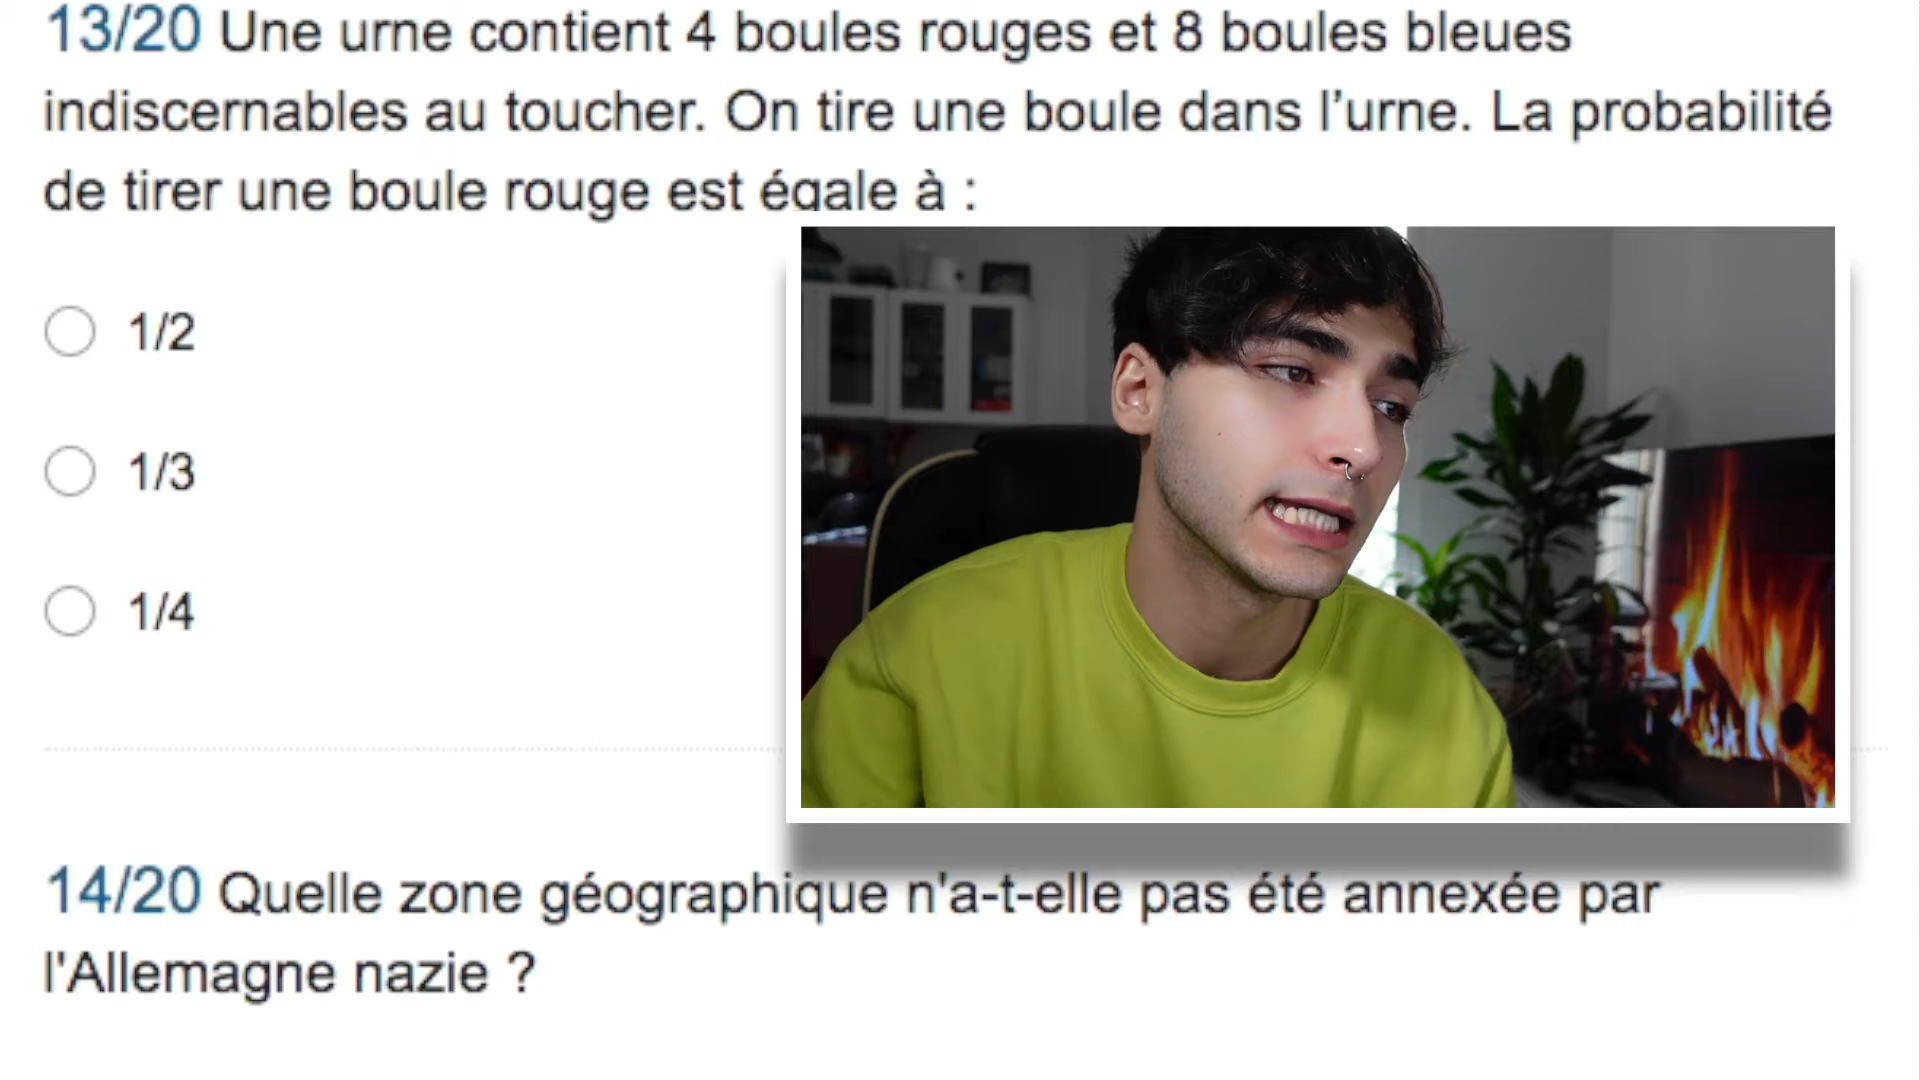 13/20 Une urne contient 4 boules rouges et 8 boules bleues
indiscernables au toucher. On tire une boule dans l’urne. La probabilité
de tirer une boule rouge est égale à :
1/2
1/3
1/4
14/20 Quelle zone géographique n'a-t-elle pas été annexée par
l'Allemagne nazie ?